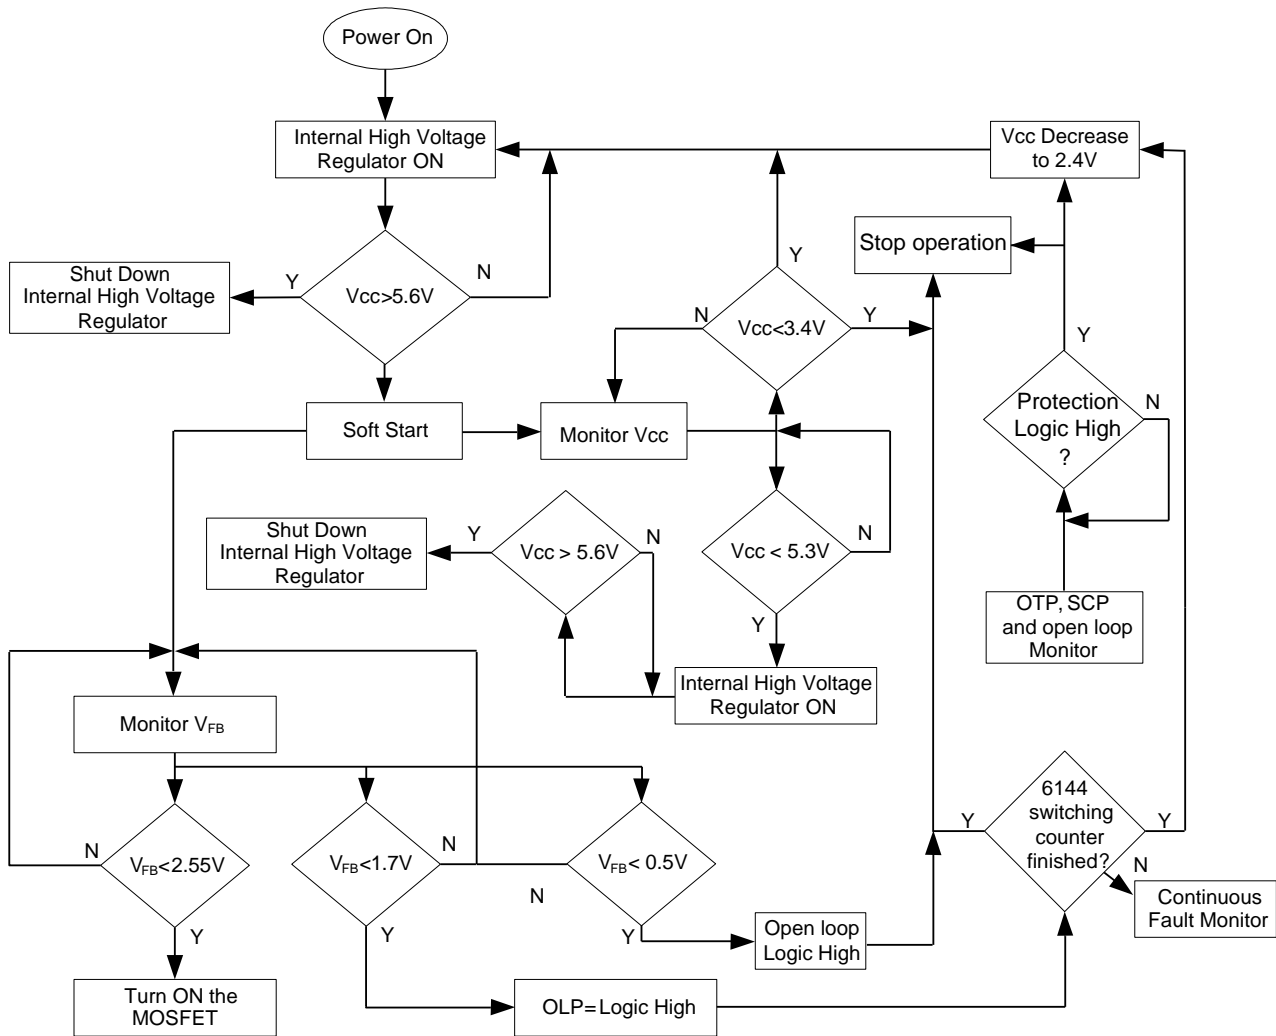 Power On
Internal High Voltage
Regulator ON
Vcc Decrease
to 2.4V
Stop operation
Y
Shut Down
Internal High Voltage
Regulator
Y
Vcc>5.6V
N
N
Vcc<3.4V
Y
Y
Protection
Logic High
?
N
Soft Start
Monitor Vcc
Shut Down
Internal High Voltage
Regulator
Y
Vcc > 5.6V
N
Vcc < 5.3V
N
Y
OTP, SCP
and open loop
Monitor
Internal High Voltage
Regulator ON
Monitor VFB
6144
switching
counter
finished?
Y
Y
N
Continuous
Fault Monitor
N
VFB<2.55V
Y
VFB<1.7V
N
Y
VFB< 0.5V
N
Y
Open loop
Logic High
Turn ON the
MOSFET
OLP=Logic High